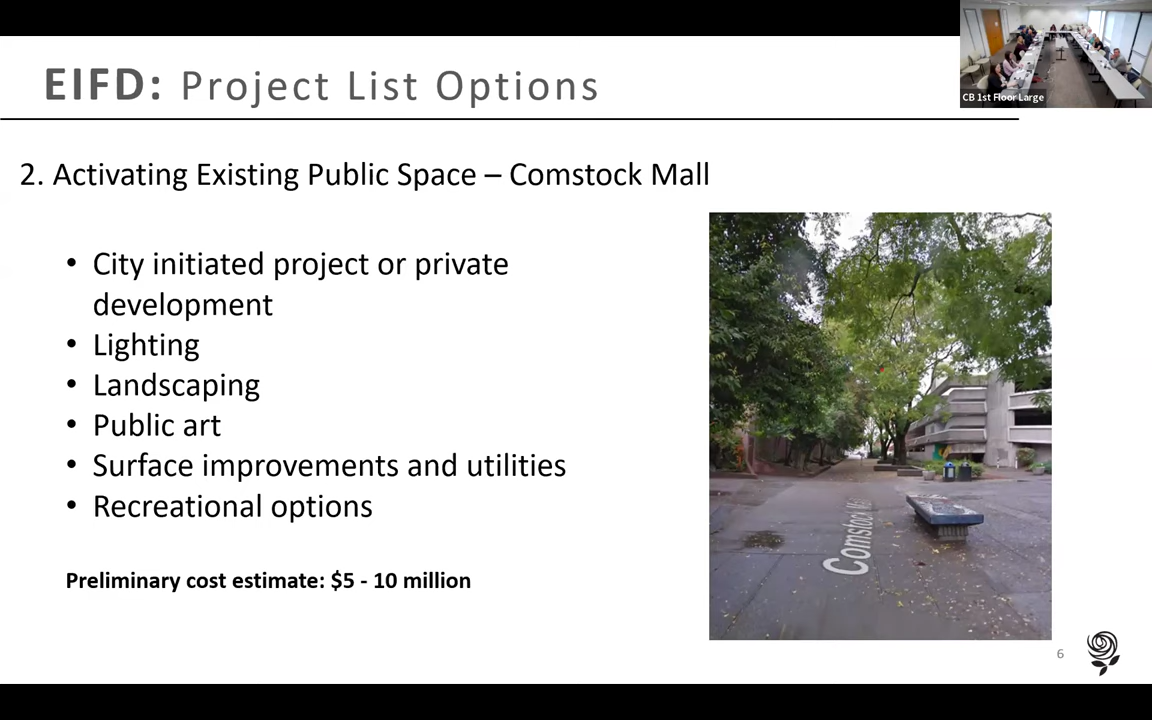 CB 1st Floor Large
EIFD: Project List Options
2. Activating Existing Public Space – Comstock Mall
• City initiated project or private
development
• Lighting
• Landscaping
• Public art
• Surface improvements and utilities
• Recreational options
Preliminary cost estimate: $5 - 10 million
Comstock
6